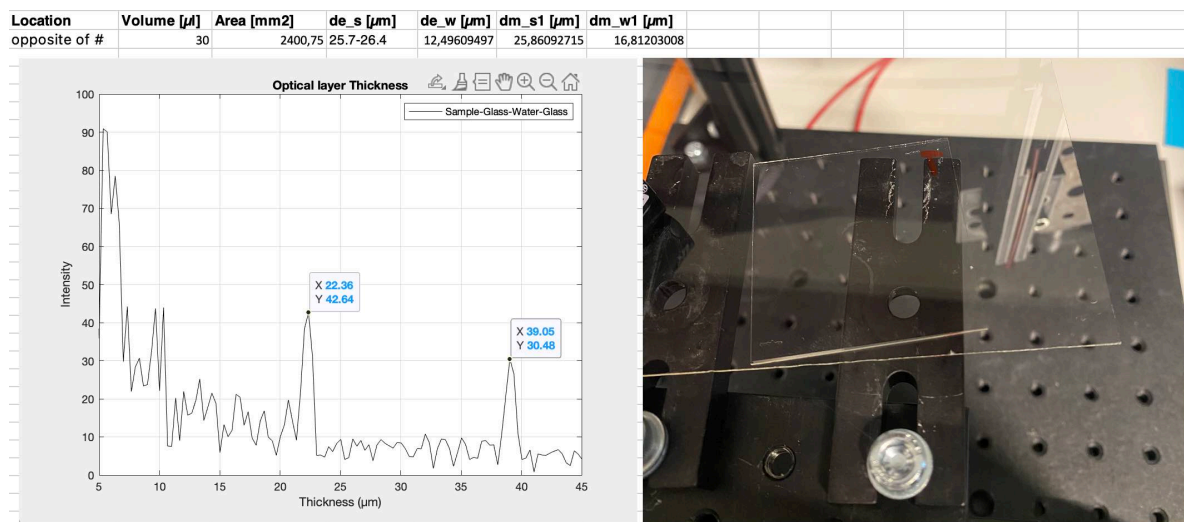 Location Volume [µl] Area [mm2] de_s [µm] de_w [µm] dm_s1 [µm] dm_w1 [µm]
opposite of # 30 2400,75 25.7-26.4 12,49609497 25,86092715 16,81203008
Optical layer Thickness
Sample-Glass-Water-Glass
100
90
80
70
60
50
40
30
20
10
0
Intensity
X 22.36
Y 42.64
X 39.05
Y 30.48
5 10 15 20 25 30 35 40 45
Thickness (µm)